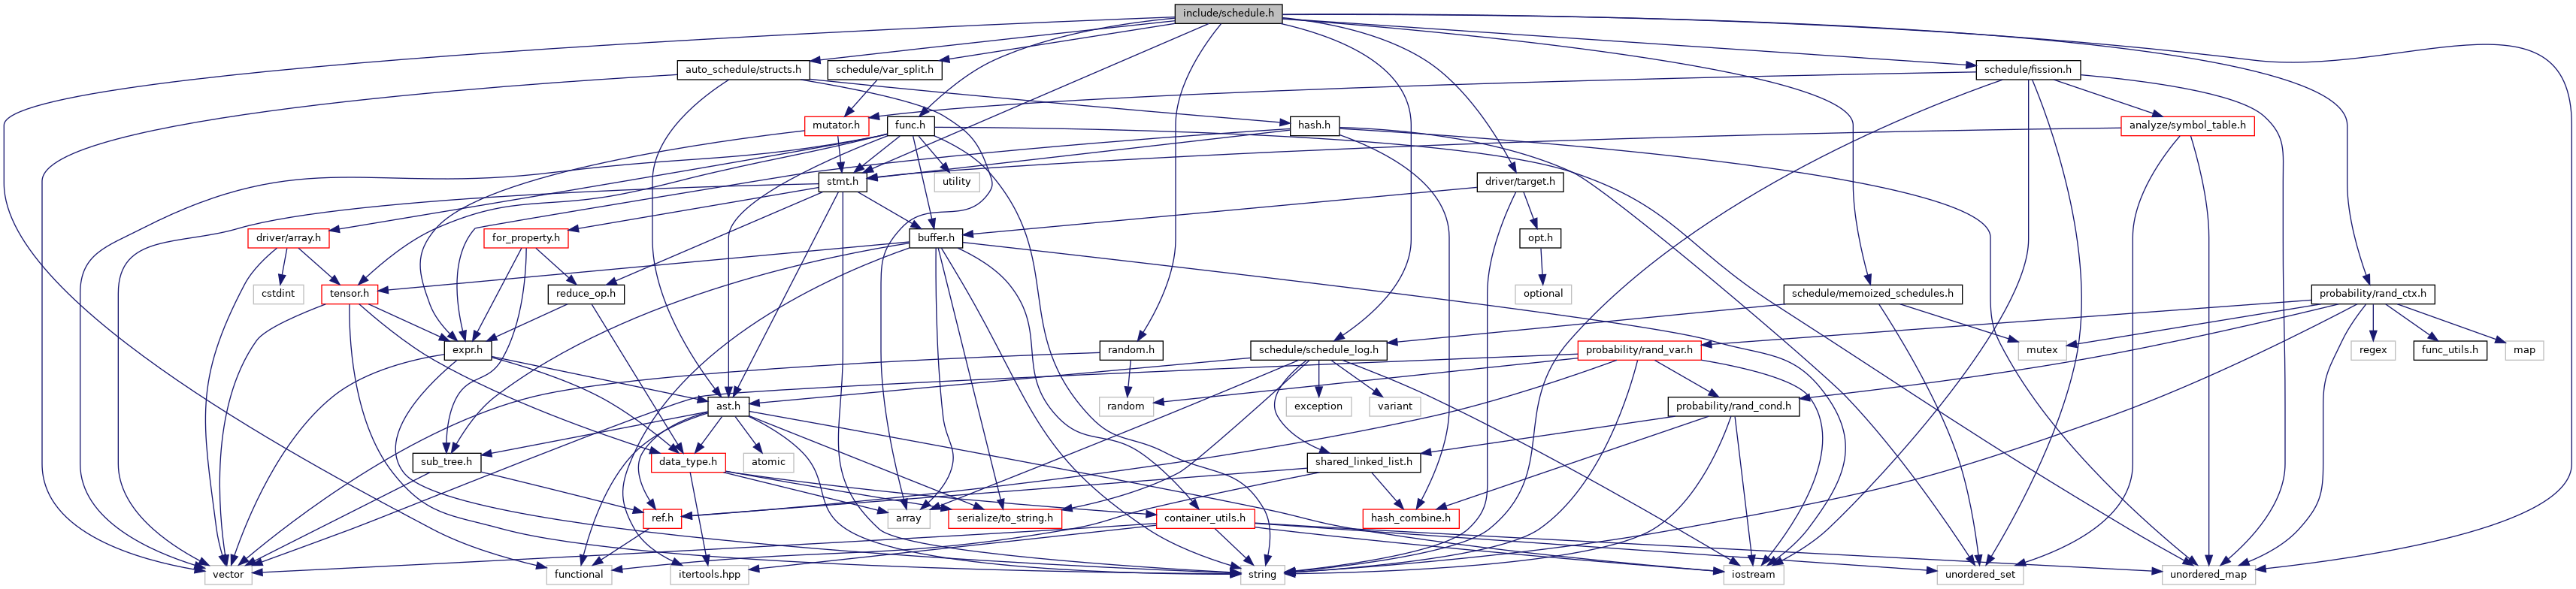 include/schedule.h
auto_schedule/structs.h
schedule/var_split.h
schedule/fission.h
mutator.h
func.h
hash.h
analyze/symbol_table.h
stmt.h
utility
driver/target.h
driver/array.h
for_property.h
buffer.h
opt.h
cstdint
tensor.h
reduce_op.h
optional
schedule/memoized_schedules.h
probability/rand_ctx.h
expr.h
random.h
schedule/schedule_log.h
probability/rand_var.h
mutex
regex
func_utils.h
map
ast.h
random
exception
variant
probability/rand_cond.h
sub_tree.h
data_type.h
atomic
shared_linked_list.h
ref.h
array
serialize/to_string.h
container_utils.h
hash_combine.h
vector
functional
itertools.hpp
string
iostream
unordered_set
unordered_map